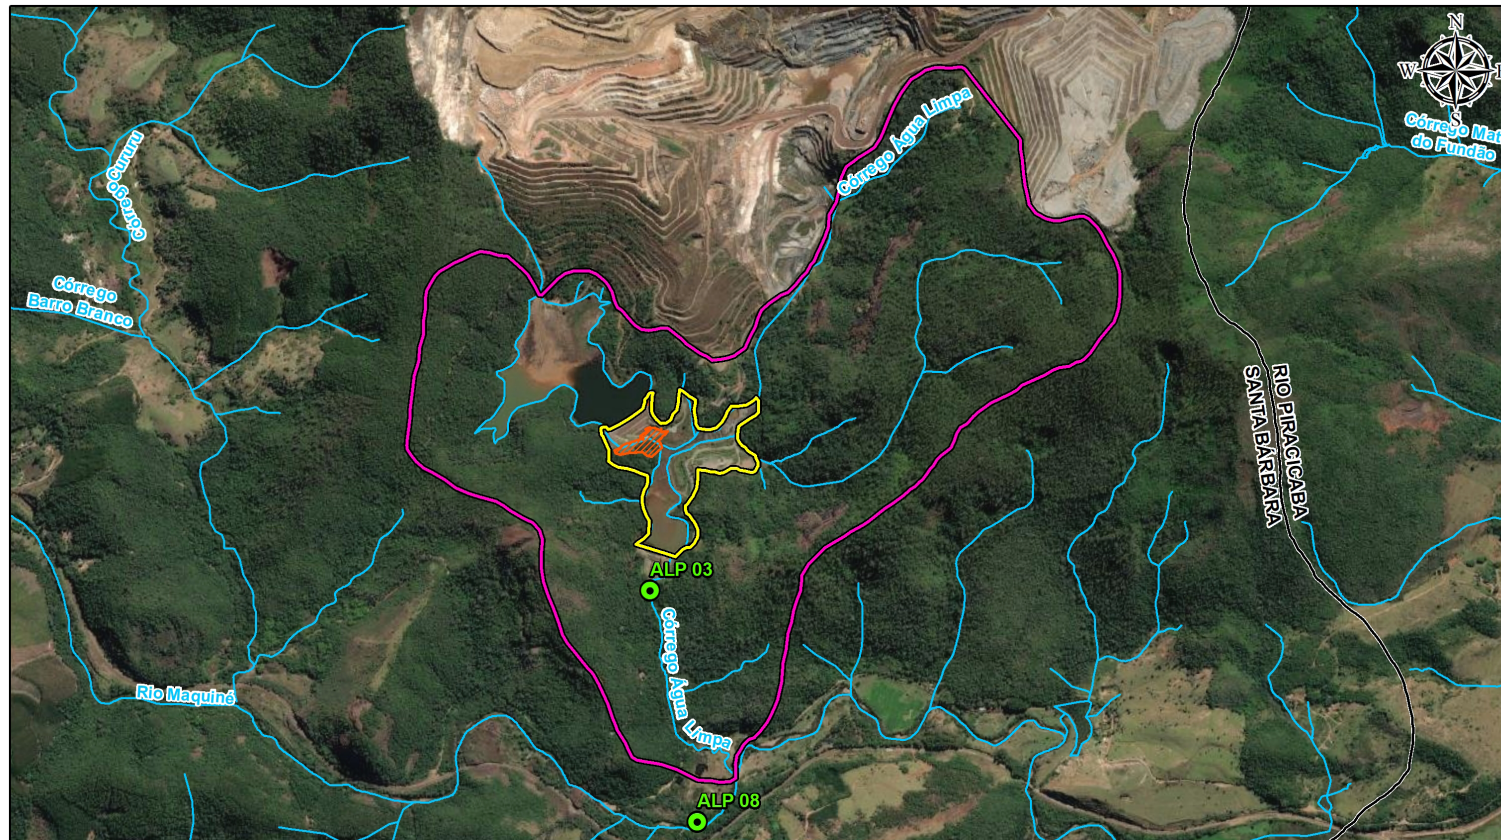 N
W
S
Córrego Água Limpa
Córrego
do Fundão
Córrego Cururu
Córrego
Barro Branco
RIO PIRACICABA
SANTA BÁRBARA
ALP 03
Córrego Água Limpa
Rio Maquiné
ALP 08